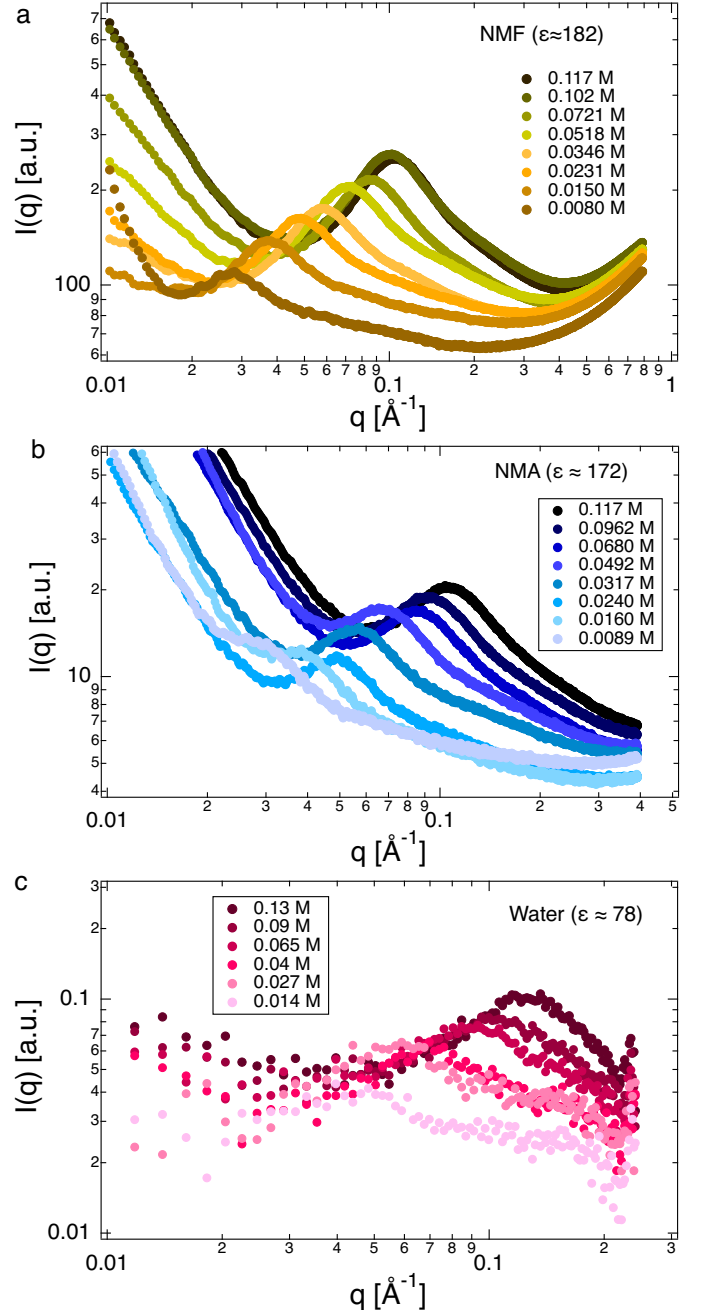 a
NMF (ε≈182)
0.117 M
0.102 M
0.0721 M
0.0518 M
0.0346 M
0.0231 M
0.0150 M
0.0080 M
I(q) [a.u.]
7
6
5
4
3
2
100
9
8
7
6
0.01
2
3
4
5
6
7
8
9
0.1
2
3
4
5
6
7
8
9
1
q [Å⁻¹]
b
NMA (ε ≈ 172)
0.117 M
0.0962 M
0.0680 M
0.0492 M
0.0317 M
0.0240 M
0.0160 M
0.0089 M
I(q) [a.u.]
6
5
4
3
2
10
9
8
7
6
5
4
0.01
2
3
4
5
6
7
8
9
0.1
2
3
4
5
q [Å⁻¹]
c
Water (ε ≈ 78)
0.13 M
0.09 M
0.065 M
0.04 M
0.027 M
0.014 M
I(q) [a.u.]
3
2
0.1
8
7
6
5
4
3
2
0.01
0.01
2
3
4
5
6
7
8
9
0.1
2
3
q [Å⁻¹]